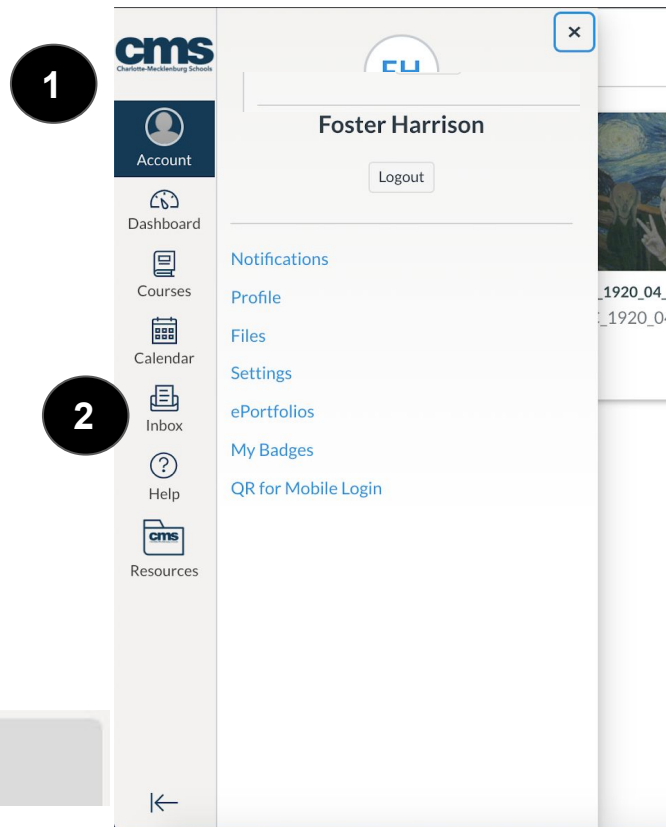 1
cms
Charlotte-Mecklenburg Schools
Account
Dashboard
Courses
Calendar
2
Inbox
Help
cms
Resources
×
Foster Harrison
Logout
Notifications
Profile
Files
Settings
ePortfolios
My Badges
QR for Mobile Login
_1920_04_
_1920_04